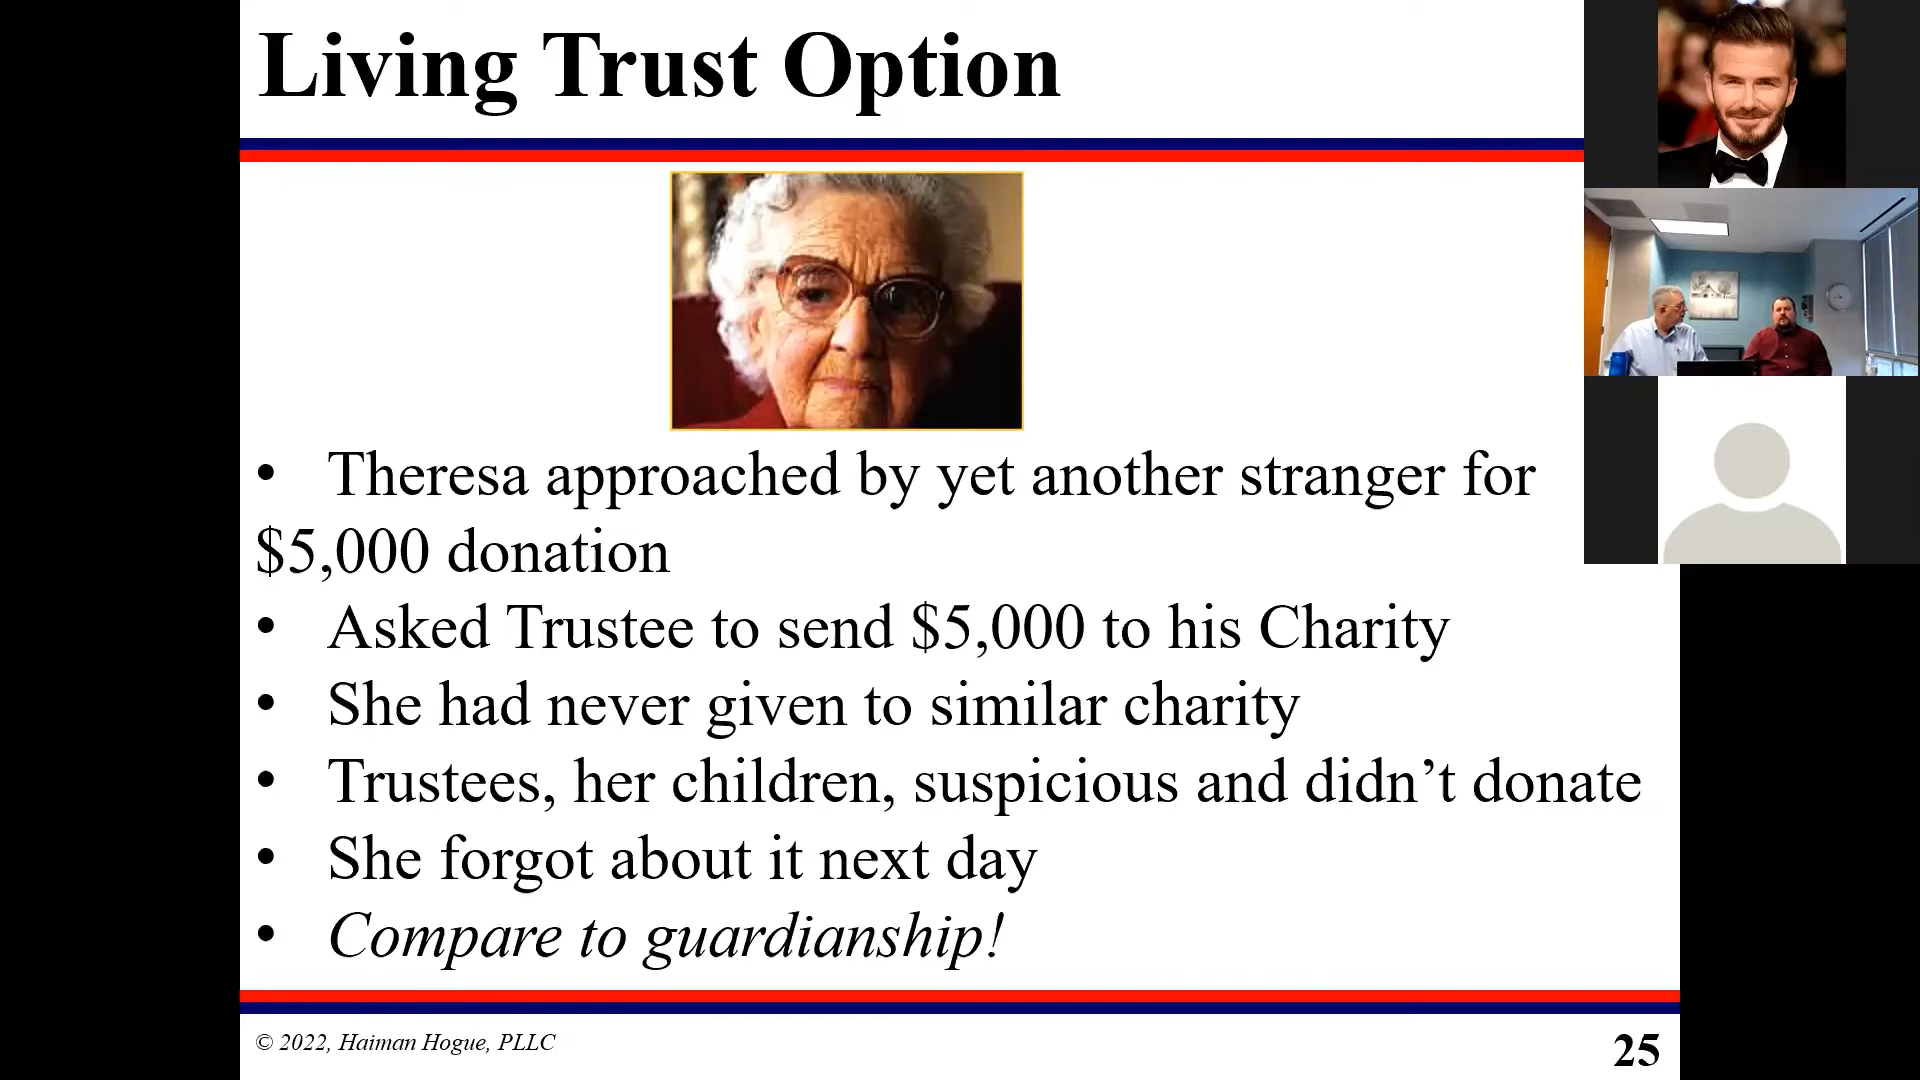 Living Trust Option
• Theresa approached by yet another stranger for
$5,000 donation
• Asked Trustee to send $5,000 to his Charity
• She had never given to similar charity
• Trustees, her children, suspicious and didn’t donate
• She forgot about it next day
• Compare to guardianship!
© 2022, Haiman Hogue, PLLC
25